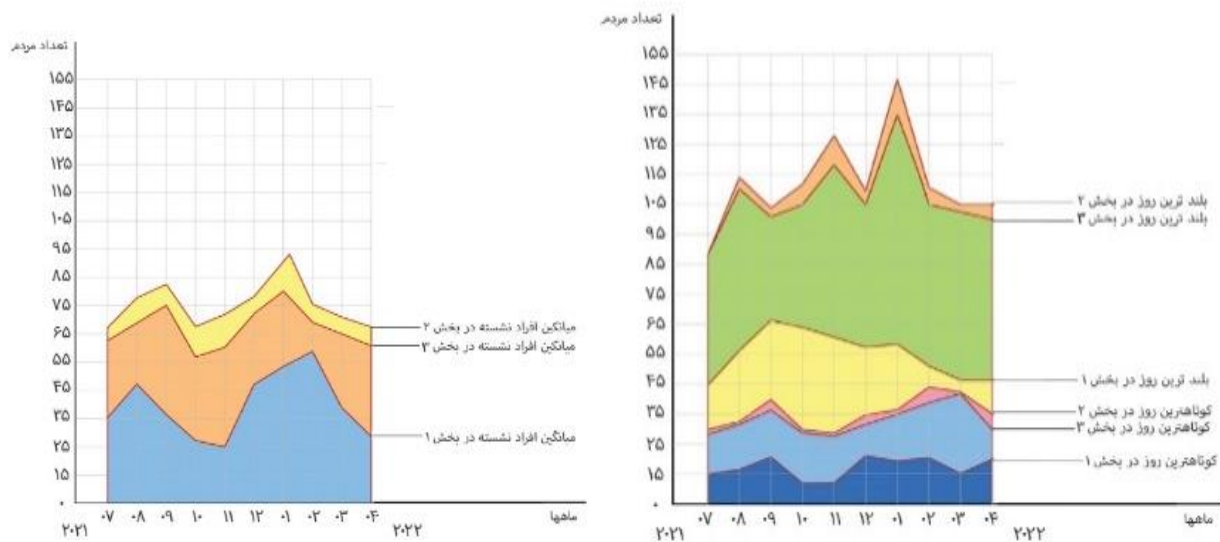 تعداد مردم
۱۵۵
۱۴۵
۱۳۵
۱۲۵
۱۱۵
۱۰۵
۹۵
۸۵
۷۵
۶۵
۵۵
۴۵
۳۵
۲۵
۱۵
۰
میانگین افراد نشسته در بخش ۲
میانگین افراد نشسته در بخش ۳
میانگین افراد نشسته در بخش ۱
۰۷ ۰۸ ۰۹ ۱۰ ۱۱ ۱۲ ۰۱ ۰۲ ۰۳ ۰۴ ماهها
۲۰۲۱ ۲۰۲۲
تعداد مردم
۱۵۵
۱۴۵
۱۳۵
۱۲۵
۱۱۵
۱۰۵
۹۵
۸۵
۷۵
۶۵
۵۵
۴۵
۳۵
۲۵
۱۵
۰
بلند ترین روز در بخش ۲
بلند ترین روز در بخش ۳
بلند ترین روز در بخش ۱
کوتاهترین روز در بخش ۲
کوتاهترین روز در بخش ۳
کوتاهترین روز در بخش ۱
۰۷ ۰۸ ۰۹ ۱۰ ۱۱ ۱۲ ۰۱ ۰۲ ۰۳ ۰۴ ماهها
۲۰۲۱ ۲۰۲۲